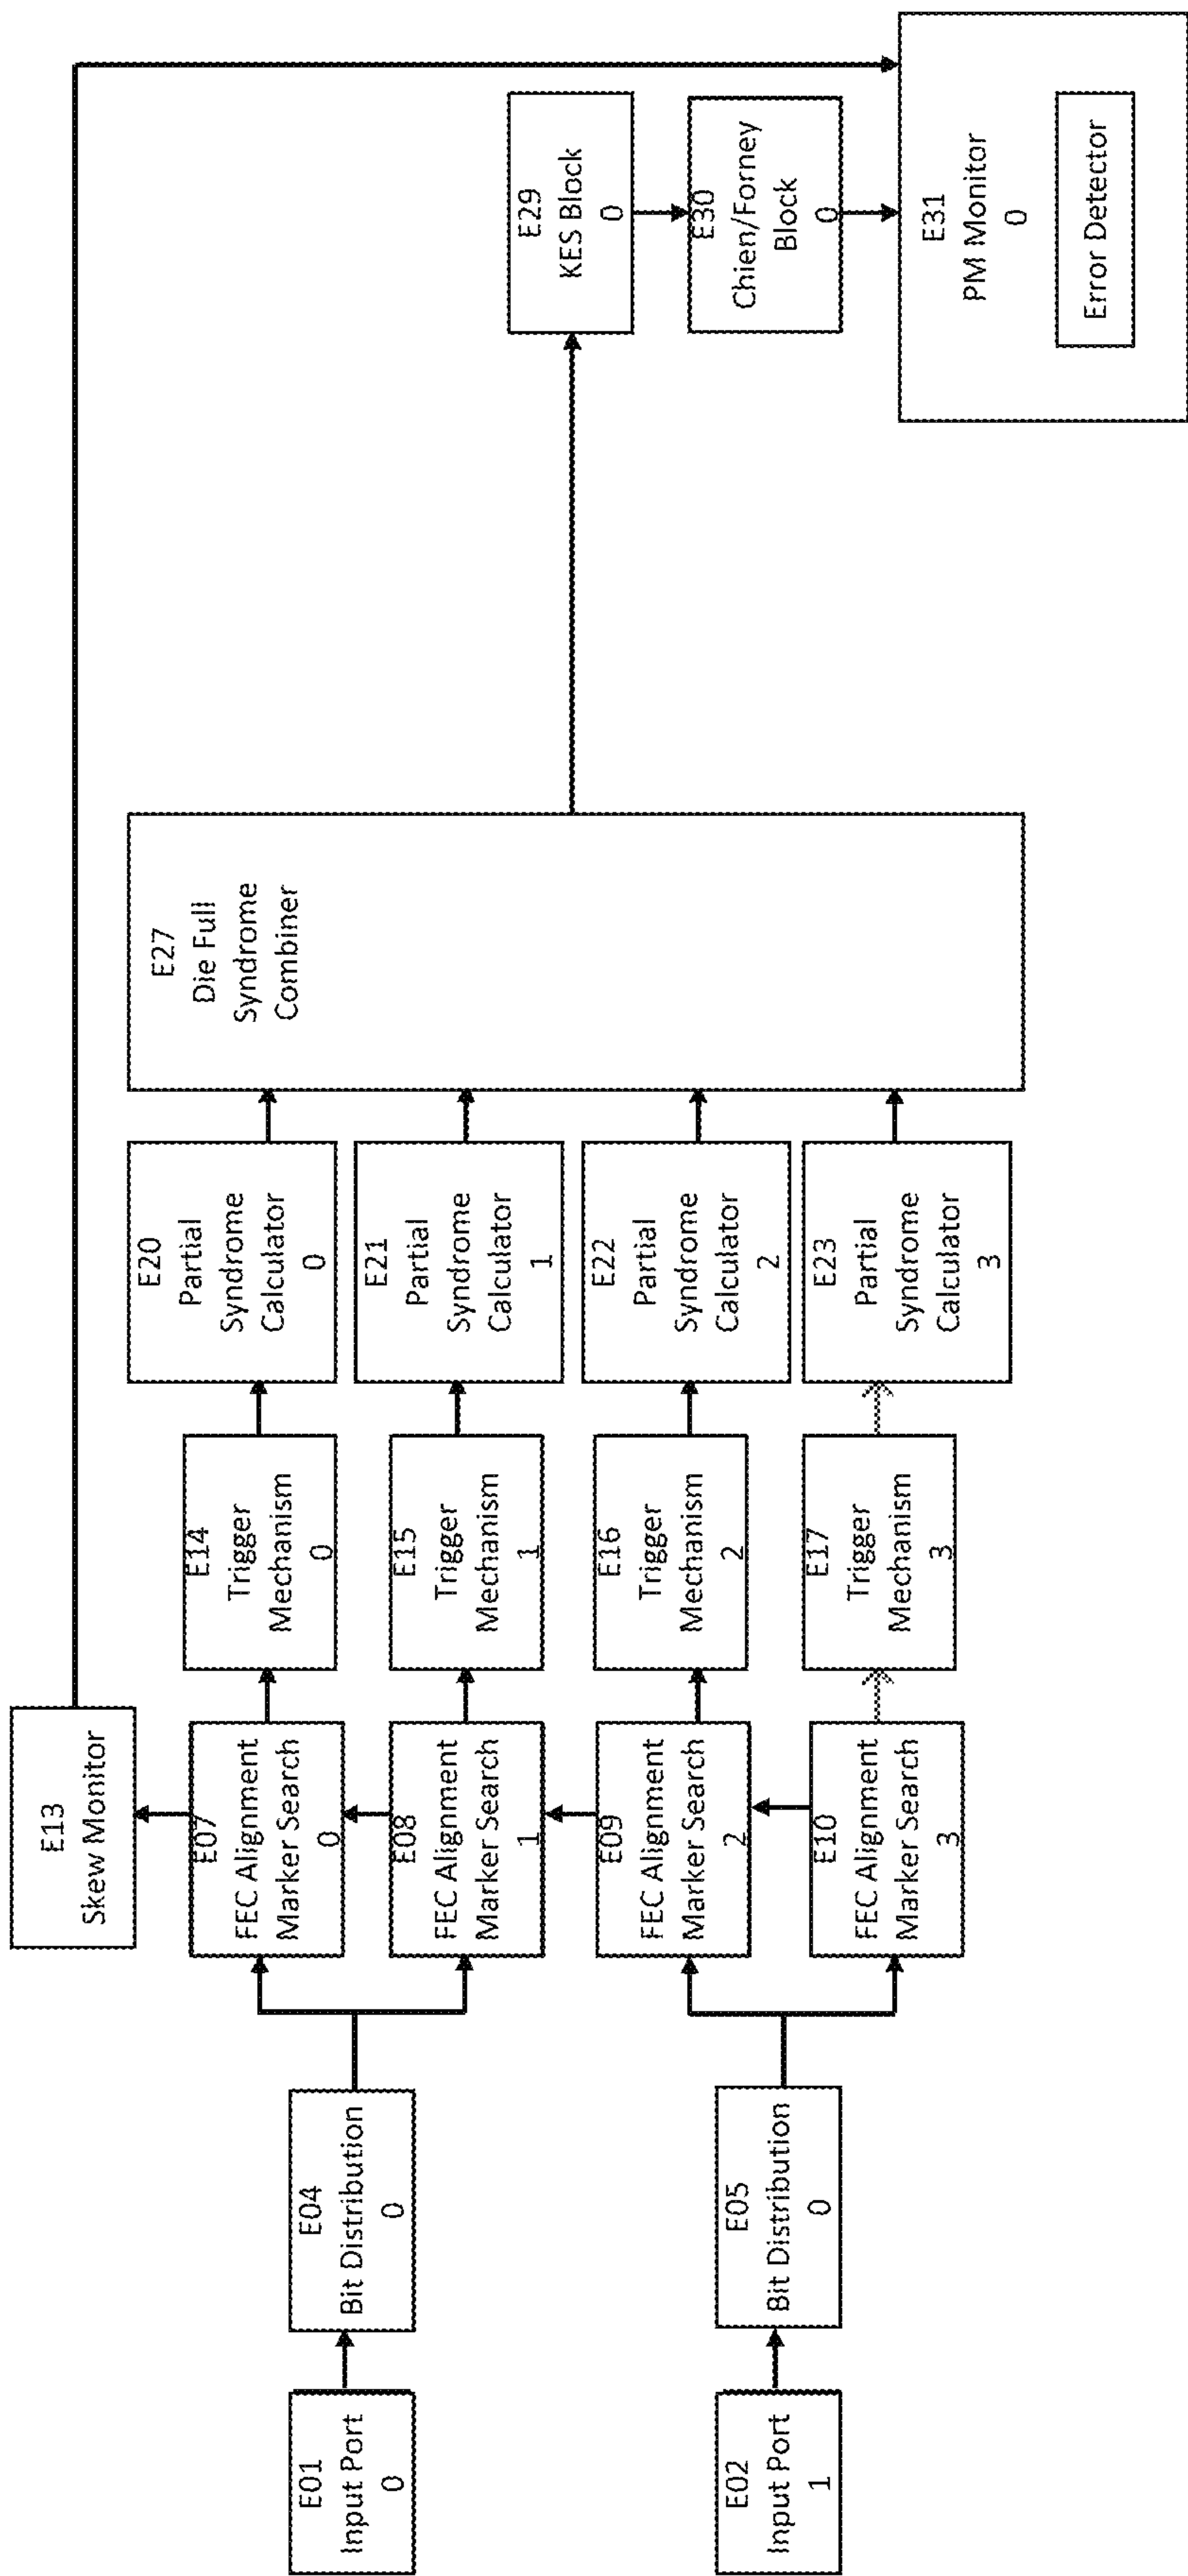 E01
Input Port
0
E02
Input Port
1
E04
Bit Distribution
0
E05
Bit Distribution
0
E13
Skew Monitor
E07
FEC Alignment
Marker Search
0
E08
FEC Alignment
Marker Search
1
E09
FEC Alignment
Marker Search
2
E10
FEC Alignment
Marker Search
3
E14
Trigger
Mechanism
0
E15
Trigger
Mechanism
1
E16
Trigger
Mechanism
2
E17
Trigger
Mechanism
3
E20
Partial
Syndrome
Calculator
0
E21
Partial
Syndrome
Calculator
1
E22
Partial
Syndrome
Calculator
2
E23
Partial
Syndrome
Calculator
3
E27
Die Full
Syndrome
Combiner
E29
KES Block
0
E30
Chien/Forney
Block
0
E31
PM Monitor
0
Error Detector